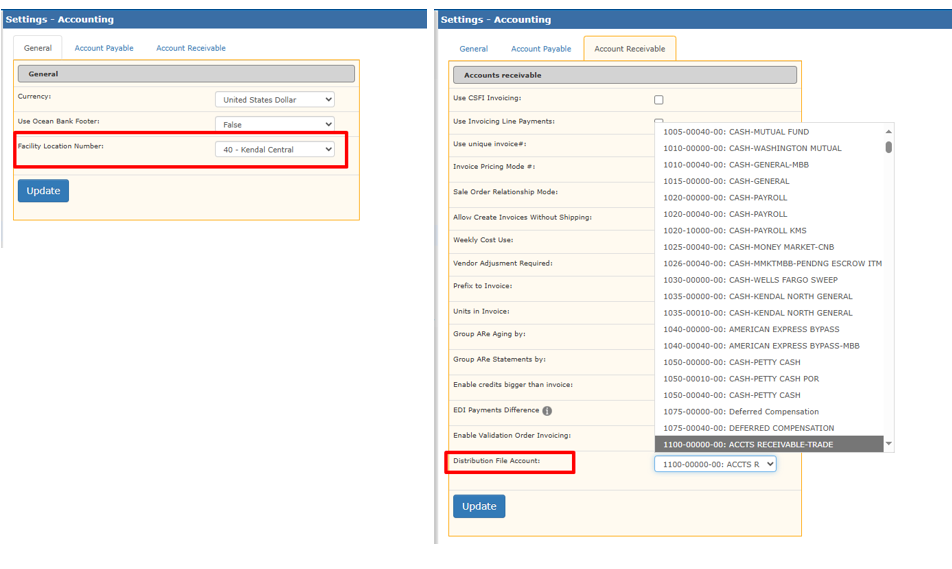 Settings - Accounting
General
Account Payable
Account Receivable
General
Currency:
United States Dollar
Use Ocean Bank Footer:
False
Facility Location Number:
40 - Kendal Central
Update
Settings - Accounting
General
Account Payable
Account Receivable
Accounts receivable
Use CSFI Invoicing:
Use Invoicing Line Payments:
Use unique invoice#:
Invoice Pricing Mode #:
Sale Order Relationship Mode:
Allow Create Invoices Without Shipping:
Weekly Cost Use:
Vendor Adjusment Required:
Prefix to Invoice:
Units in Invoice:
Group ARe Aging by:
Group ARe Statements by:
Enable credits bigger than invoice:
EDI Payments Difference
Enable Validation Order Invoicing:
Distribution File Account:
1005-00040-00: CASH-MUTUAL FUND
1010-00000-00: CASH-WASHINGTON MUTUAL
1010-00040-00: CASH-GENERAL-MBB
1015-00000-00: CASH-GENERAL
1020-00000-00: CASH-PAYROLL
1020-00040-00: CASH-PAYROLL
1020-10000-00: CASH-PAYROLL KMS
1025-00040-00: CASH-MONEY MARKET-CNB
1026-00040-00: CASH-MMKTMBB-PENDNG ESCROW ITM
1030-00000-00: CASH-WELLS FARGO SWEEP
1035-00000-00: CASH-KENDAL NORTH GENERAL
1035-00010-00: CASH-KENDAL NORTH GENERAL
1040-00000-00: AMERICAN EXPRESS BYPASS
1040-00040-00: AMERICAN EXPRESS BYPASS-MBB
1050-00000-00: CASH-PETTY CASH
1050-00010-00: CASH-PETTY CASH POR
1050-00040-00: CASH-PETTY CASH
1075-00000-00: Deferred Compensation
1075-00040-00: DEFERRED COMPENSATION
1100-00000-00: ACCTS RECEIVABLE-TRADE
1100-00000-00: ACCTS R
Update